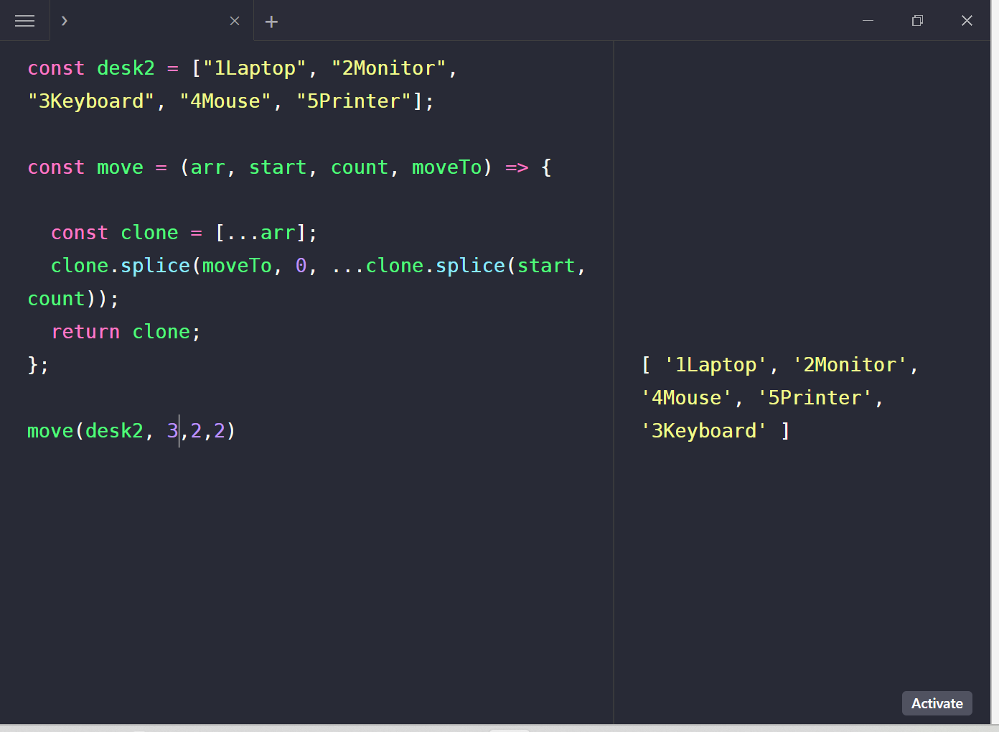 const desk2 = ["1Laptop", "2Monitor",
"3Keyboard", "4Mouse", "5Printer"];
const move = (arr, start, count, moveTo) => {
const clone = [...arr];
clone.splice(moveTo, 0, ...clone.splice(start,
count));
return clone;
};
move(desk2, 3,2,2)
[ '1Laptop', '2Monitor',
'4Mouse', '5Printer',
'3Keyboard' ]
Activate